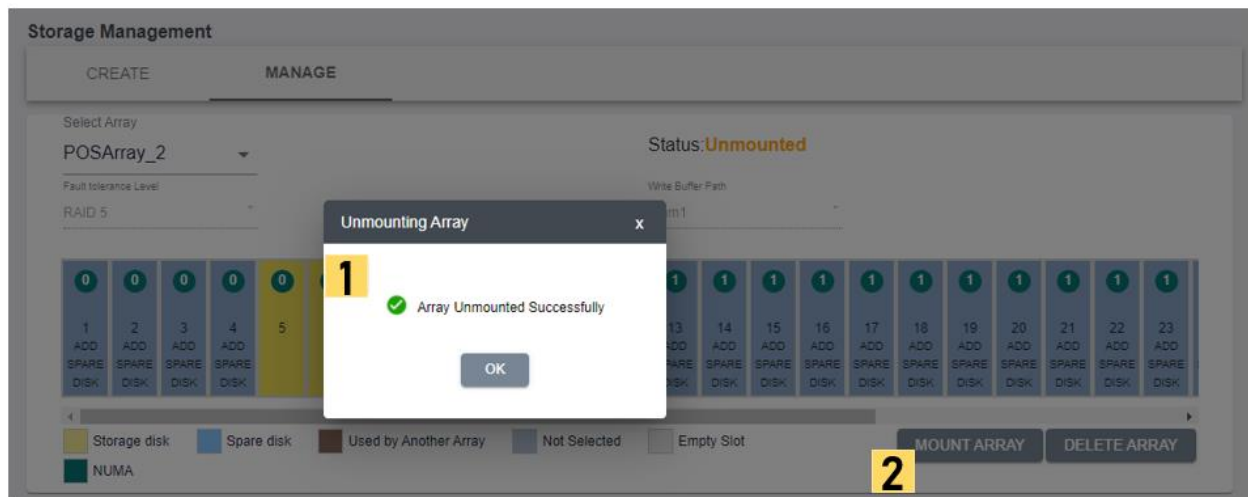 Storage Management
CREATE MANAGE
Select Array
POSArray_2
Status:Unmounted
Fault tolerance Level
Write Buffer Path
RAID 5
Unmounting Array x
1
Array Unmounted Successfully
OK
0 0 0 0 0 1 1 1 1 1 1 1 1 1 1 1
1 2 3 4 5 13 14 15 16 17 18 19 20 21 22 23
ADD ADD ADD ADD ADD ADD ADD ADD ADD ADD ADD ADD ADD ADD ADD
SPARE SPARE SPARE SPARE SPARE SPARE SPARE SPARE SPARE SPARE SPARE SPARE SPARE SPARE
DISK DISK DISK DISK DISK DISK DISK DISK DISK DISK DISK DISK DISK DISK
Storage disk Spare disk Used by Another Array Not Selected Empty Slot
NUMA
2
MOUNT ARRAY DELETE ARRAY